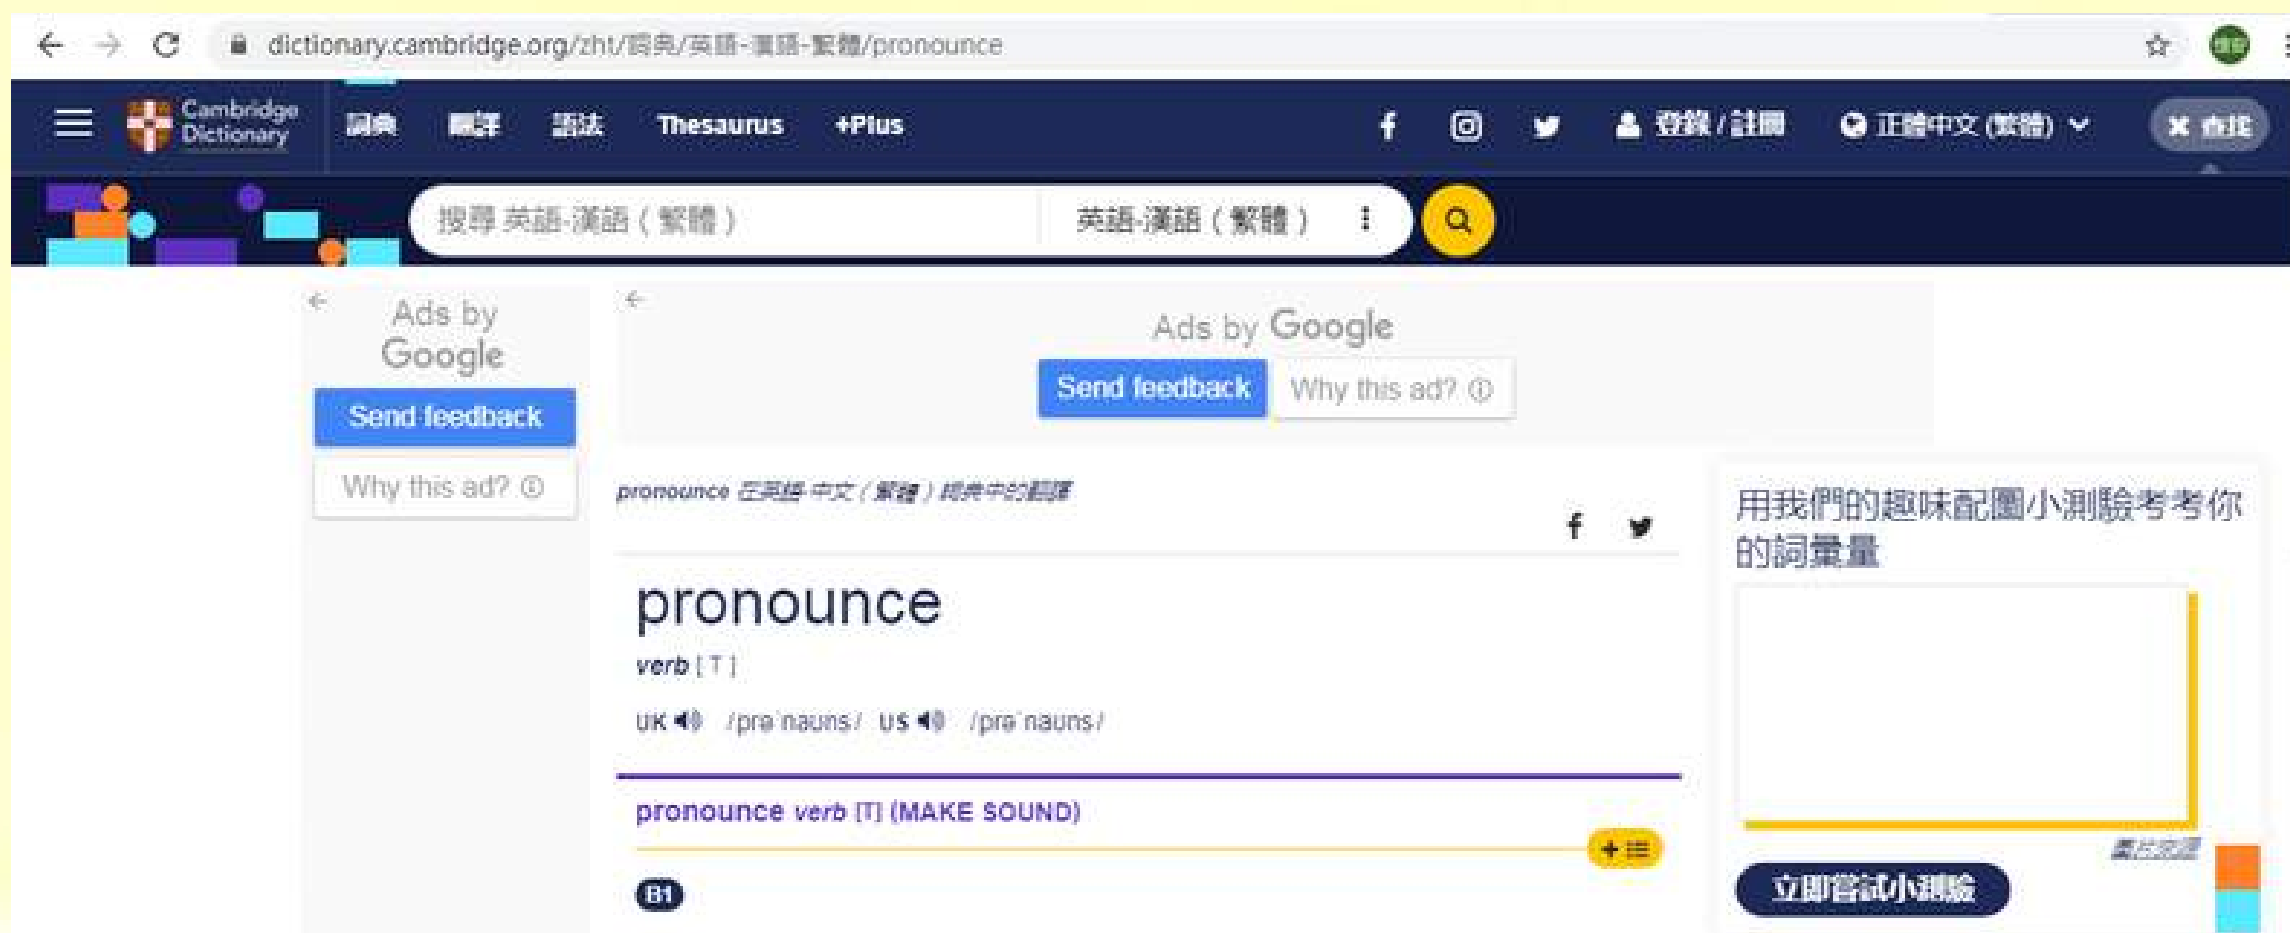 dictionary.cambridge.org/zht/詞典/英語-漢語-繁體/pronounce
Cambridge Dictionary
詞典 翻譯 語法 Thesaurus +Plus 登錄 / 註冊 正體中文 (繁體)
搜尋 英語-漢語 ( 繁體 ) 英語-漢語 ( 繁體 )
Ads by
Google
Send feedback
Why this ad?
Ads by Google
Send feedback Why this ad?
pronounce 在英語-中文 ( 繁體 ) 詞典中的翻譯
pronounce
verb [ T ]
UK /prəˈnaʊns/ US /prəˈnaʊns/
pronounce verb [T] (MAKE SOUND)
B1
用我們的趣味配圖小測驗考考你
的詞彙量
圖片來源
立即嘗試小測驗